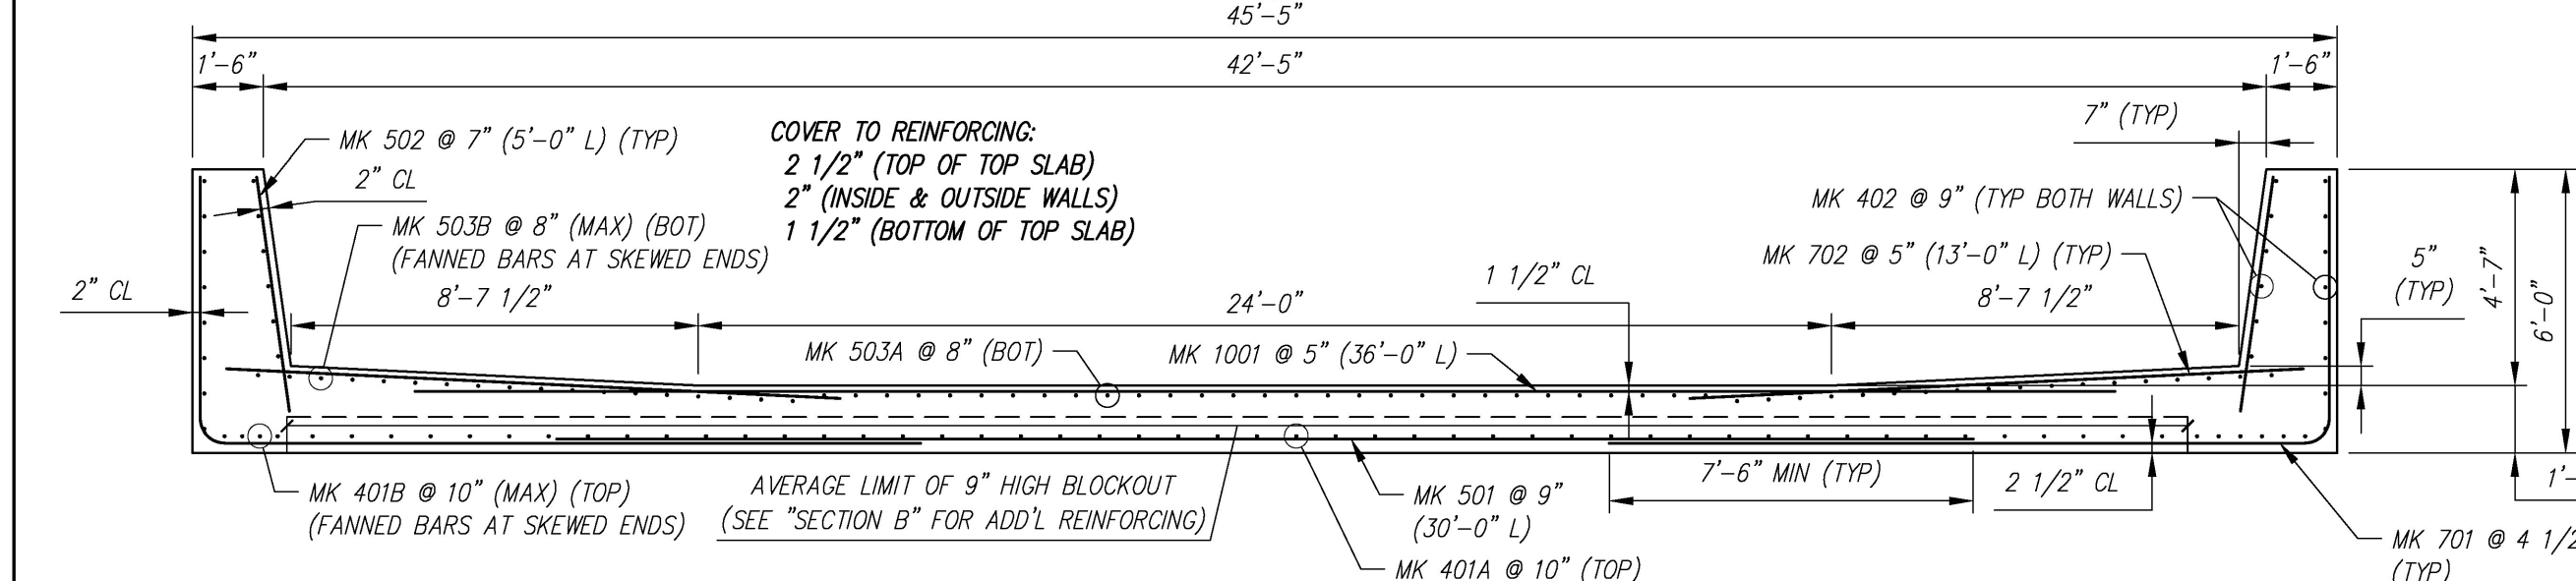 45'-5"
1'-6"
42'-5"
1'-6"
7" (TYP)
MK 502 @ 7" (5'-0" L) (TYP)
2" CL
COVER TO REINFORCING:
2 1/2" (TOP OF TOP SLAB)
2" (INSIDE & OUTSIDE WALLS)
1 1/2" (BOTTOM OF TOP SLAB)
MK 503B @ 8" (MAX) (BOT)
(FANNED BARS AT SKEWED ENDS)
MK 402 @ 9" (TYP BOTH WALLS)
MK 702 @ 5" (13'-0" L) (TYP)
2" CL
8'-7 1/2"
24'-0"
1 1/2" CL
8'-7 1/2"
5"
(TYP)
4'-7"
6'-0"
MK 503A @ 8" (BOT)
MK 1001 @ 5" (36'-0" L)
MK 401B @ 10" (MAX) (TOP)
(FANNED BARS AT SKEWED ENDS)
AVERAGE LIMIT OF 9" HIGH BLOCKOUT
(SEE "SECTION B" FOR ADD'L REINFORCING)
MK 501 @ 9"
(30'-0" L)
MK 401A @ 10" (TOP)
7'-6" MIN (TYP)
2 1/2" CL
1'-
MK 701 @ 4 1/2
(TYP)